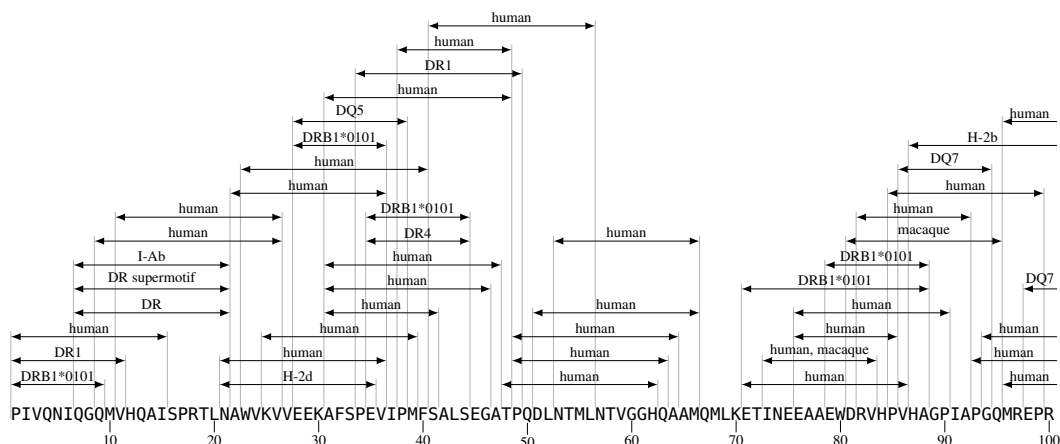 human
human
DR1
human
DQ5 human
DRB1*0101 H-2b
human DQ7
human human
human DRB1*0101 human
human DR4 human macaque
I-Ab human DRB1*0101
DR supermotif human DRB1*0101 DQ7
DR human human human
human human human human human
DR1 human human human, macaque human
DRB1*0101 H-2d human human human
PIVQNIQGQMVHQAISPRTLNAWVKVVEEKAFSPEVIPMFSALSEGATPQDLNTMLNTVGGHQAAMQMLKETINEEAAEWDRVHPVHAGPIAPGQMREPR
10 20 30 40 50 60 70 80 90 100